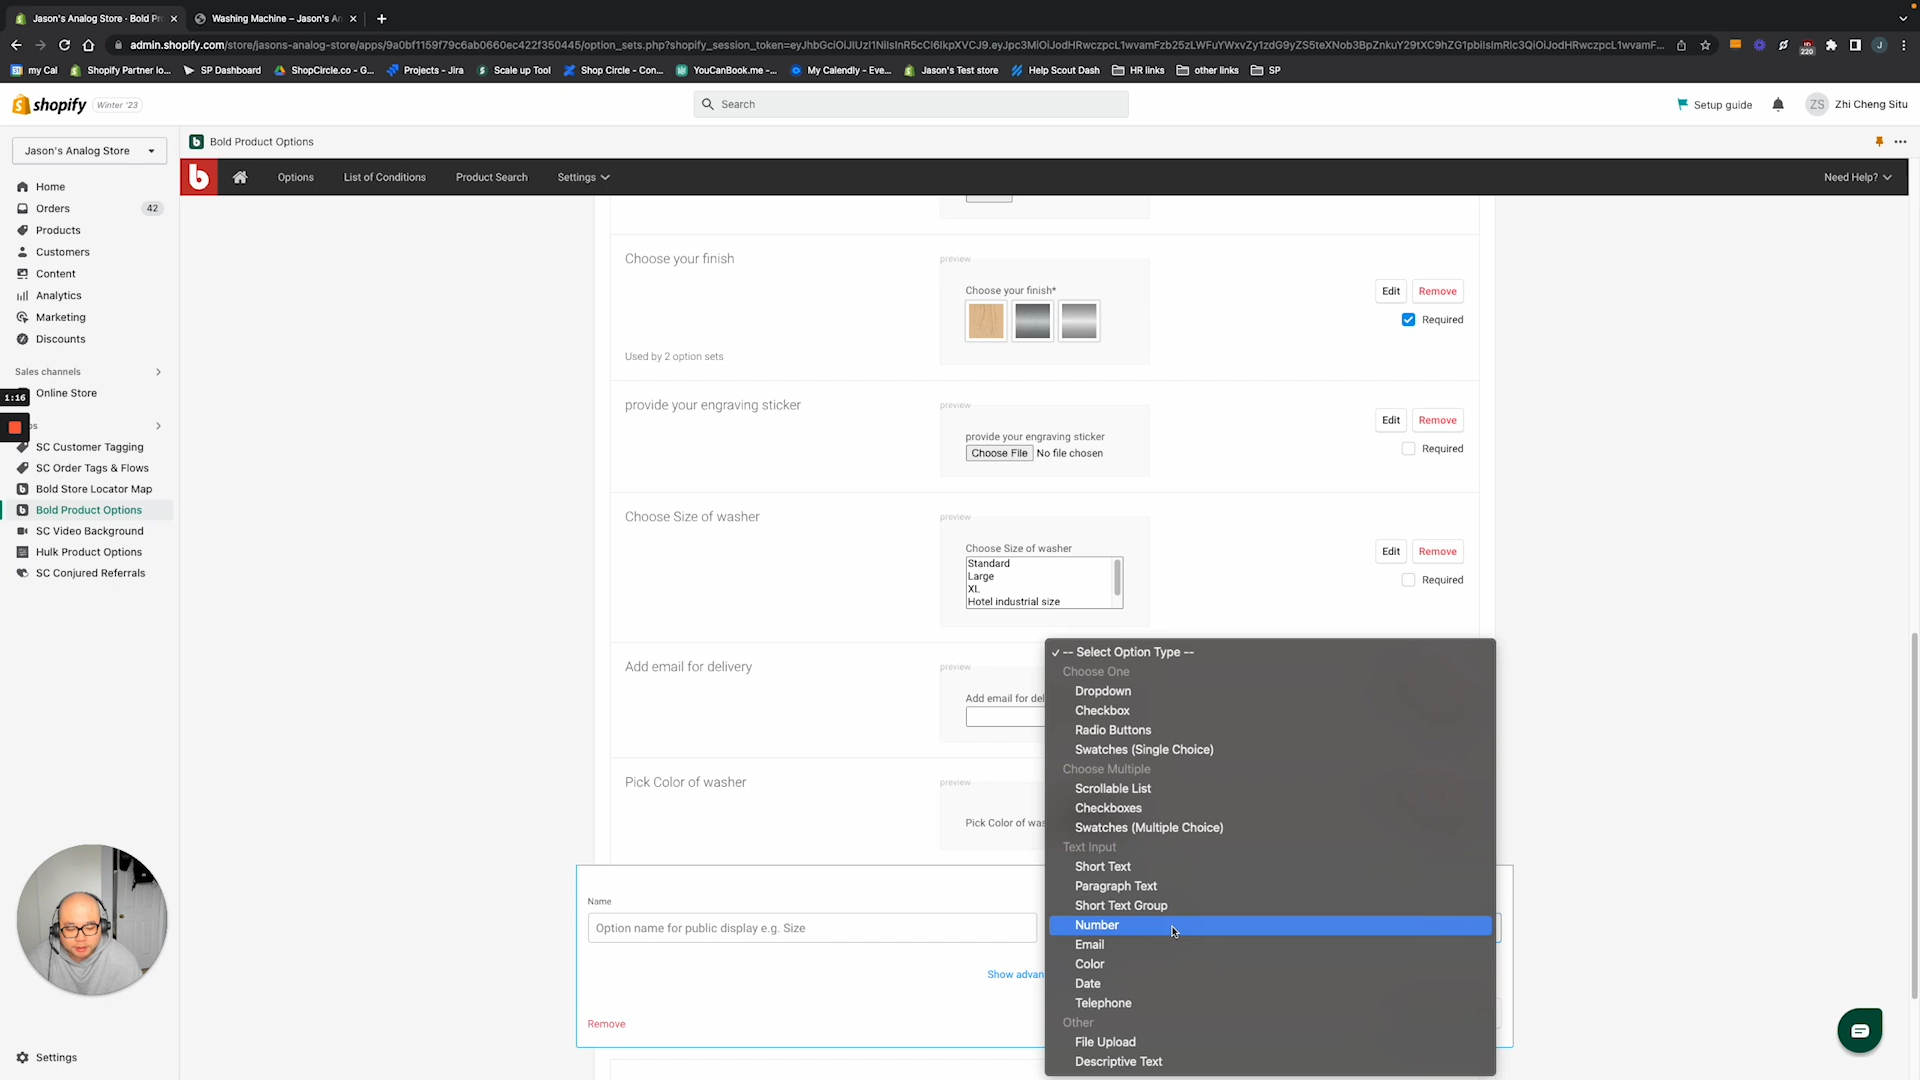 Jason's Analog Store · Bold Pr
Washing Machine – Jason's An
admin.shopify.com/store/jasons-analog-store/apps/9a0bf1159f79c6ab0660ec422f350445/option_sets.php?shopify_session_token=
my Cal
Shopify Partner lo...
SP Dashboard
ShopCircle.co - G...
Projects - Jira
Scale up Tool
Shop Circle - Con...
YouCanBook.me -...
My Calendly - Eve...
Jason's Test store
Help Scout Dash
HR links
other links
SP
shopify
Winter '23
Search
Setup guide
ZS
Zhi Cheng Situ
Jason's Analog Store
Bold Product Options
Options
List of Conditions
Product Search
Settings
Need Help?
Home
Orders
42
Products
Customers
Content
Analytics
Marketing
Discounts
Sales channels
Online Store
1:16
SC Customer Tagging
SC Order Tags & Flows
Bold Store Locator Map
Bold Product Options
SC Video Background
Hulk Product Options
SC Conjured Referrals
Settings
Choose your finish
preview
Choose your finish*
Edit
Remove
Required
Used by 2 option sets
provide your engraving sticker
preview
provide your engraving sticker
Choose File No file chosen
Edit
Remove
Required
Choose Size of washer
preview
Choose Size of washer
Standard
Large
XL
Hotel industrial size
Edit
Remove
Required
Add email for delivery
preview
Add email for del
Pick Color of washer
preview
Pick Color of was
Name
Option name for public display e.g. Size
Show advan
Remove
✓ -- Select Option Type --
Choose One
Dropdown
Checkbox
Radio Buttons
Swatches (Single Choice)
Choose Multiple
Scrollable List
Checkboxes
Swatches (Multiple Choice)
Text Input
Short Text
Paragraph Text
Short Text Group
Number
Email
Color
Date
Telephone
Other
File Upload
Descriptive Text